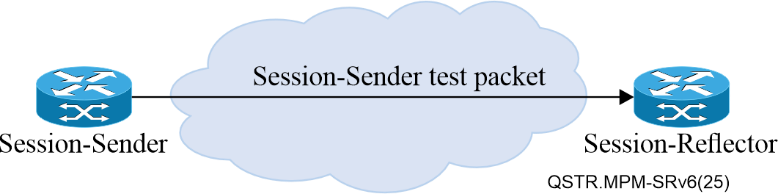 Session-Sender test packet
Session-Sender
Session-Reflector
QSTR.MPM-SRv6(25)